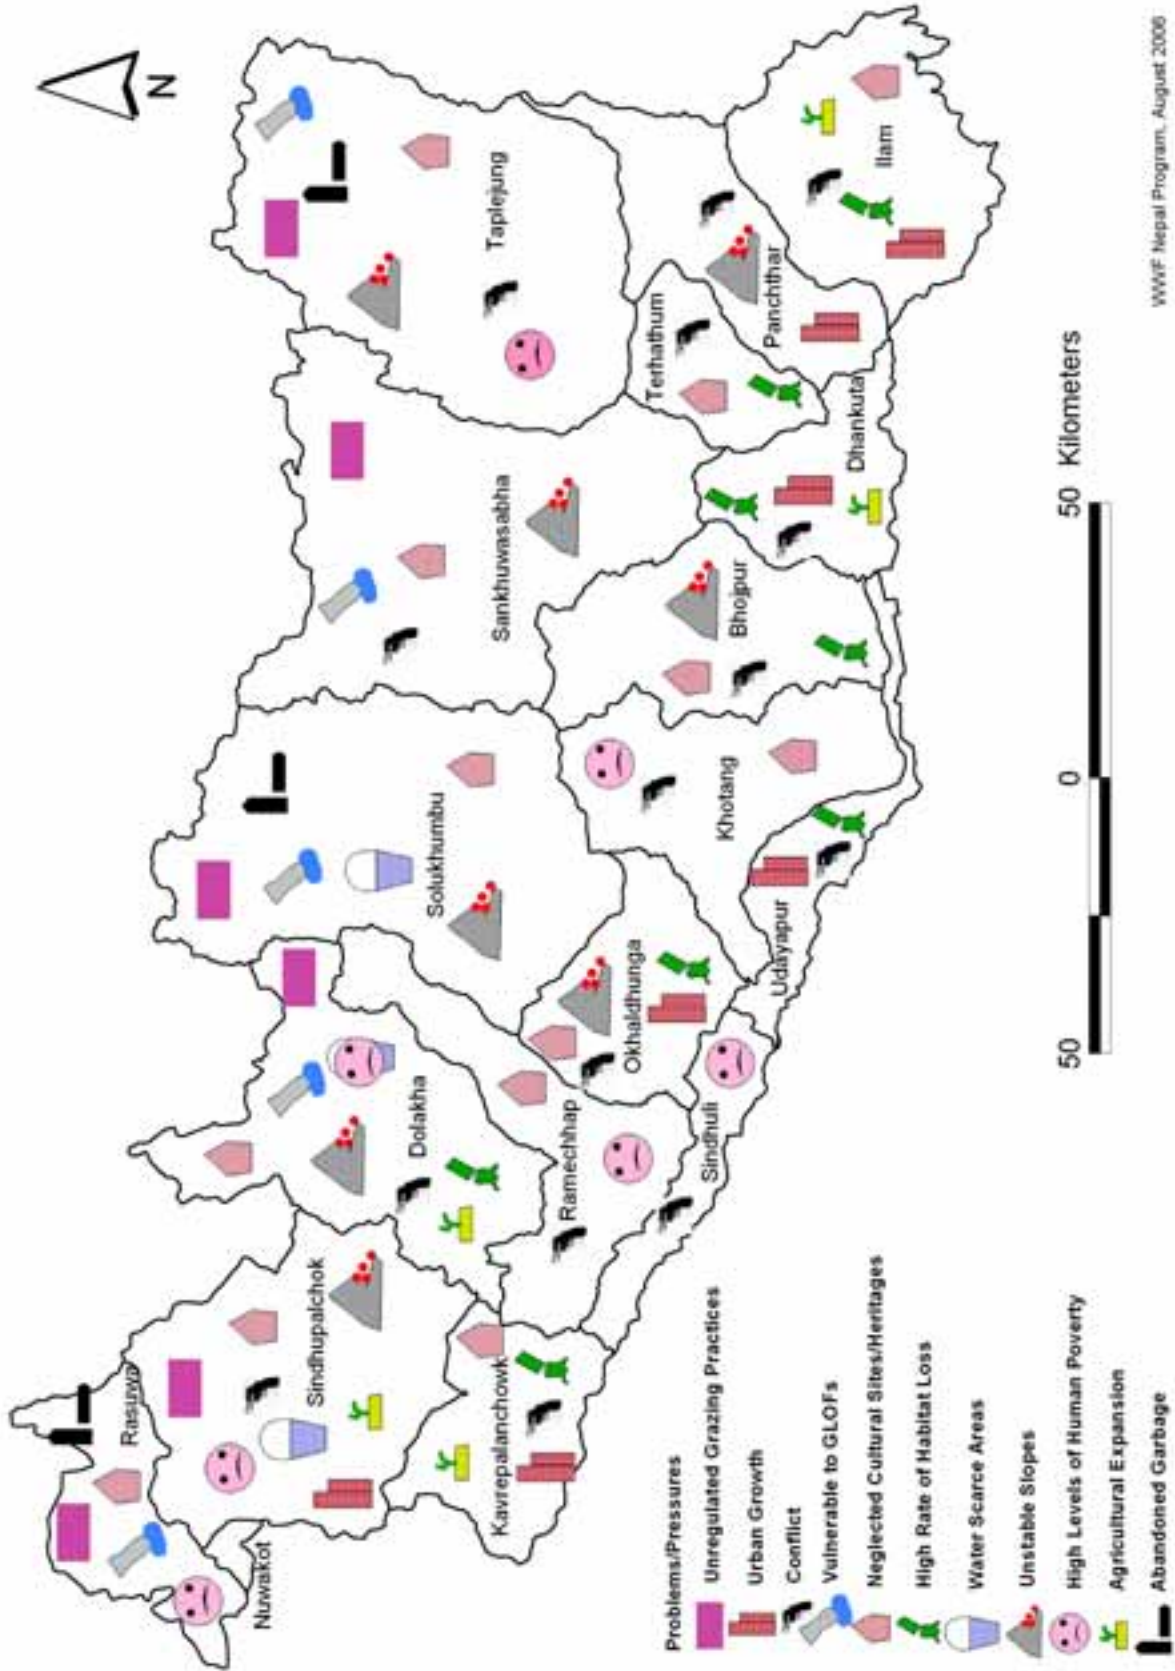 N
Rasuwa
Nuwakot
Sindhupalchok
Kavrepalanchowk
Dolakha
Ramechhap
Sindhuli
Okhaldhunga
Solukhumbu
Udayapur
Khotang
Bhojpur
Sankhuwasabha
Dhankuta
Terhathum
Panchthar
Taplejung
Ilam
Problems/Pressures
Unregulated Grazing Practices
Urban Growth
Conflict
Vulnerable to GLOFs
Neglected Cultural Sites/Heritages
High Rate of Habitat Loss
Water Scarce Areas
Unstable Slopes
High Levels of Human Poverty
Agricultural Expansion
Abandoned Garbage
50 0 50 Kilometers
WWF Nepal Program, August 2006